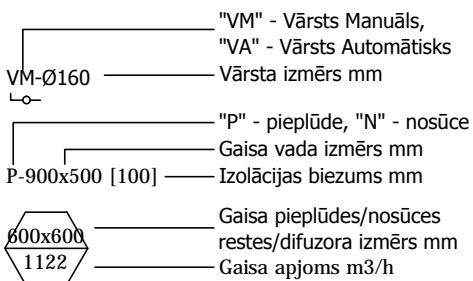 "VM" - Vārsts Manuāls,
"VA" - Vārsts Automātisks
VM-Ø160
Vārsta izmērs mm
"P" - pieplūde, "N" - nosūce
Gaisa vada izmērs mm
P-900x500 [100]
Izolācijas biezums mm
Gaisa pieplūdes/nosūces
600x600
restes/difuzora izmērs mm
1122
Gaisa apjoms m3/h